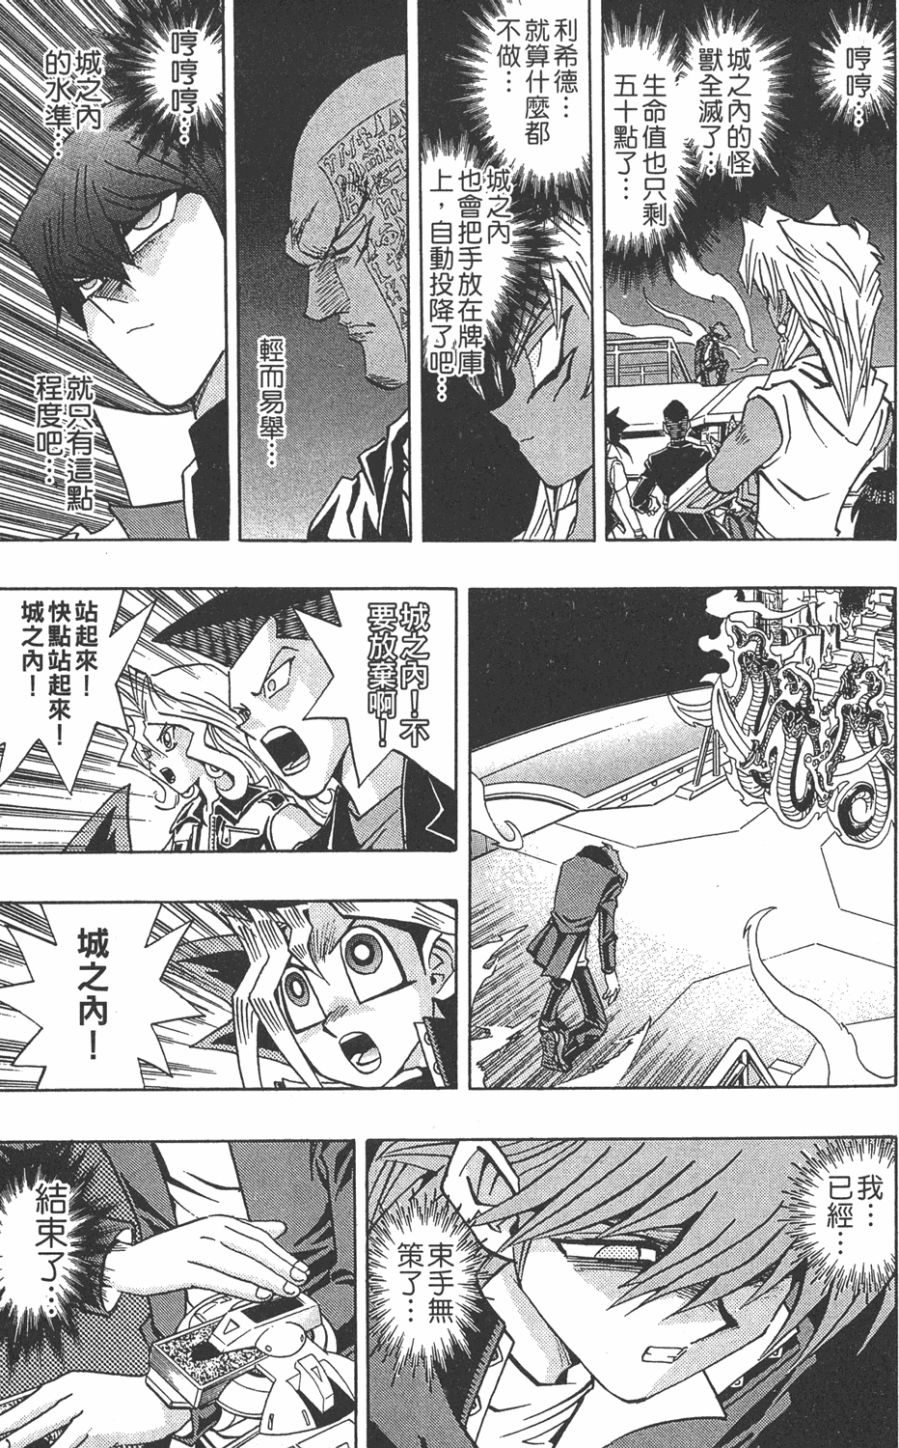 哼哼…
城之內的怪
獸全滅了…
生命值也只剩
五十點了…
利希德…
就算什麼都
不做…
城之內
也會把手放在牌庫
上，自動投降了吧…
輕而易舉…
哼哼哼…
城之內
的水準…
就只有這點
程度吧…
城之內！不
要放棄啊！
站起來！
快點站起來！
城之內！
城之內！
我…
已經…
束手無
策了…
結束了…